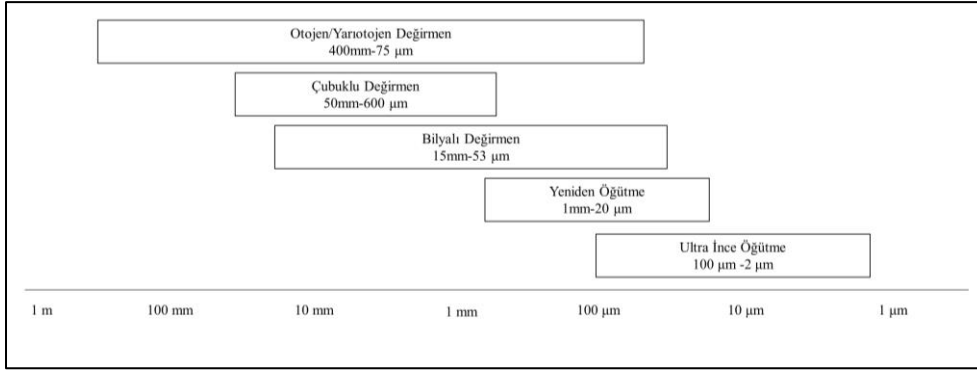 Otojen/Yarıotojen Değirmen
400mm-75 µm
Çubuklu Değirmen
50mm-600 µm
Bilyalı Değirmen
15mm-53 µm
Yeniden Öğütme
1mm-20 µm
Ultra İnce Öğütme
100 µm -2 µm
1 m 100 mm 10 mm 1 mm 100 µm 10 µm 1 µm